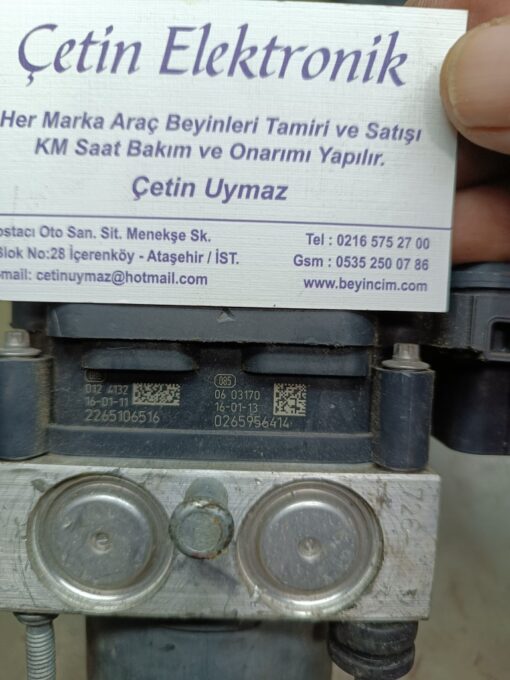 Çetin Elektronik
Her Marka Araç Beyinleri Tamiri ve Satışı
KM Saat Bakım ve Onarımı Yapılır.
Çetin Uymaz
ostacı Oto San. Sit. Menekşe Sk.
Blok No:28 İçerenköy - Ataşehir / İST.
mail: cetinuymaz@hotmail.com
Tel : 0216 575 27 00
Gsm : 0535 250 07 86
www.beyincim.com
012 4132
16-01-11
2265106516
085
06 03170
16-01-13
0265956414